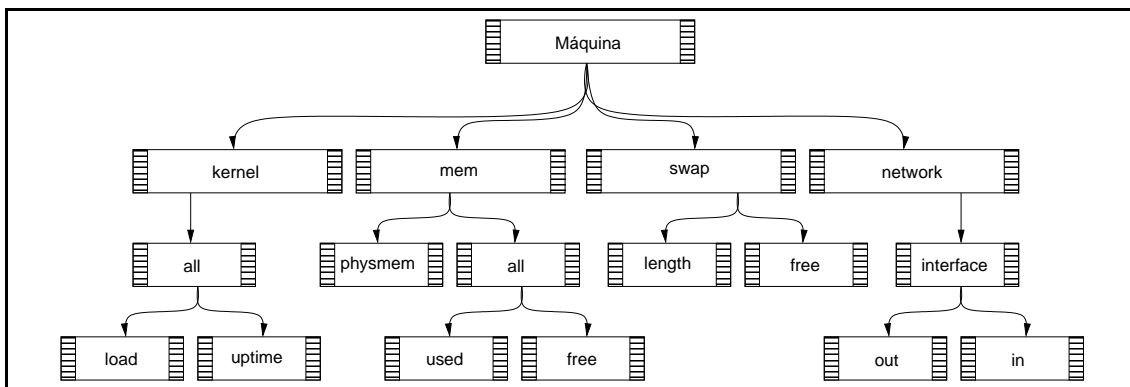 Máquina
kernel
mem
swap
network
all
physmem
all
length
free
interface
load
uptime
used
free
out
in